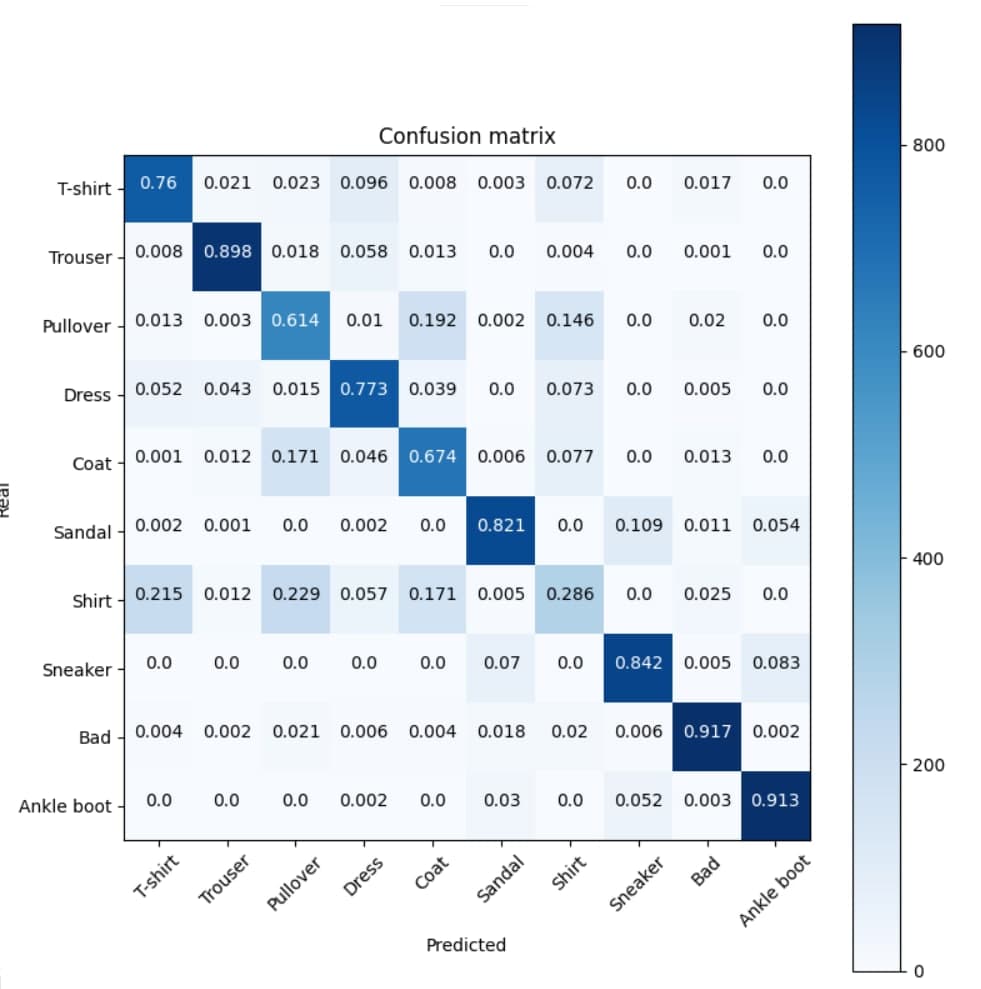 Confusion matrix
T-shirt 0.76 0.021 0.023 0.096 0.008 0.003 0.072 0.0 0.017 0.0
Trouser 0.008 0.898 0.018 0.058 0.013 0.0 0.004 0.0 0.001 0.0
Pullover 0.013 0.003 0.614 0.01 0.192 0.002 0.146 0.0 0.02 0.0
Dress 0.052 0.043 0.015 0.773 0.039 0.0 0.073 0.0 0.005 0.0
Coat 0.001 0.012 0.171 0.046 0.674 0.006 0.077 0.0 0.013 0.0
Sandal 0.002 0.001 0.0 0.002 0.0 0.821 0.0 0.109 0.011 0.054
Shirt 0.215 0.012 0.229 0.057 0.171 0.005 0.286 0.0 0.025 0.0
Sneaker 0.0 0.0 0.0 0.0 0.0 0.07 0.0 0.842 0.005 0.083
Bad 0.004 0.002 0.021 0.006 0.004 0.018 0.02 0.006 0.917 0.002
Ankle boot 0.0 0.0 0.0 0.002 0.0 0.03 0.0 0.052 0.003 0.913
T-shirt Trouser Pullover Dress Coat Sandal Shirt Sneaker Bad Ankle boot
Predicted
Real
800
600
400
200
0